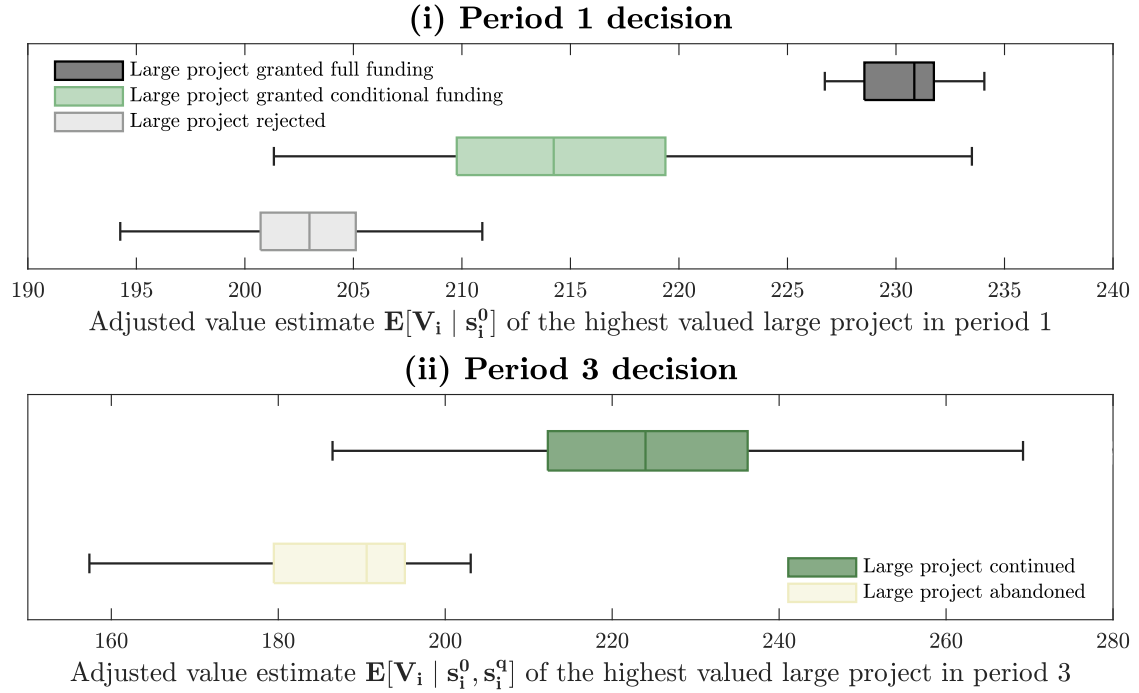 (i) Period 1 decision
Large project granted full funding
Large project granted conditional funding
Large project rejected
190 195 200 205 210 215 220 225 230 235 240
Adjusted value estimate E[Vᵢ | sᵢ⁰] of the highest valued large project in period 1
(ii) Period 3 decision
Large project continued
Large project abandoned
160 180 200 220 240 260 280
Adjusted value estimate E[Vᵢ | sᵢ⁰, sᵢ^q] of the highest valued large project in period 3